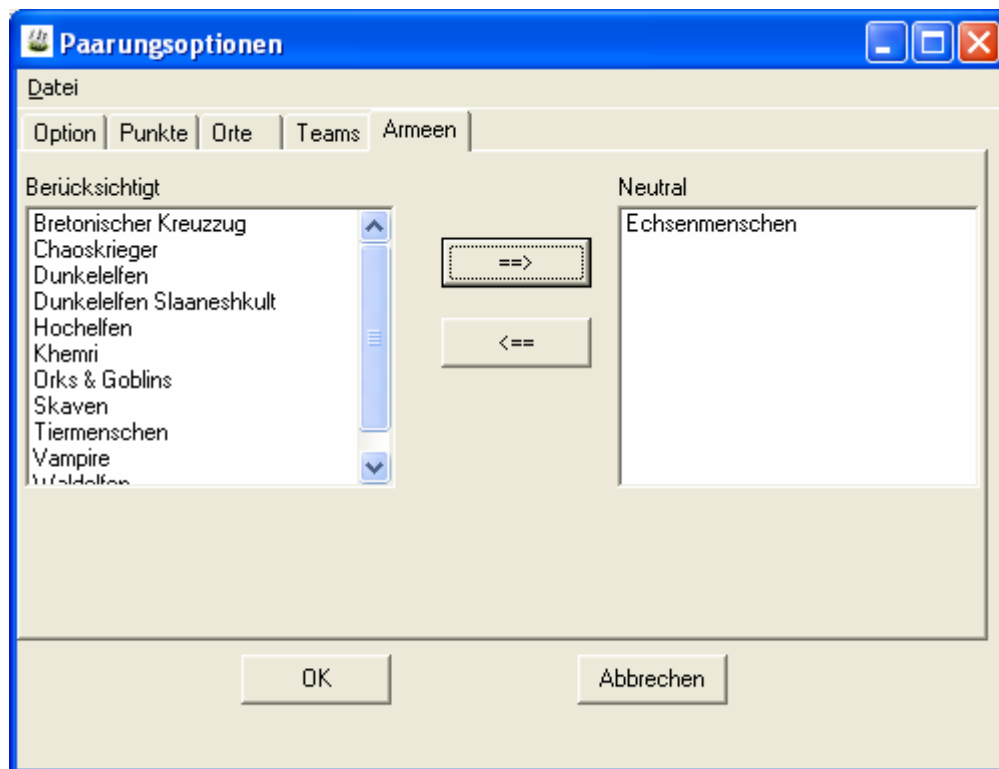 Paarungsoptionen
Datei
Option Punkte Orte Teams Armeen
Berücksichtigt
Neutral
Bretonischer Kreuzzug
Chaoskrieger
Dunkelelfen
Dunkelelfen Slaaneshkult
Hochelfen
Khemri
Orks & Goblins
Skaven
Tiermenschen
Vampire
Waldelfen
==>
<==
Echsenmenschen
OK
Abbrechen